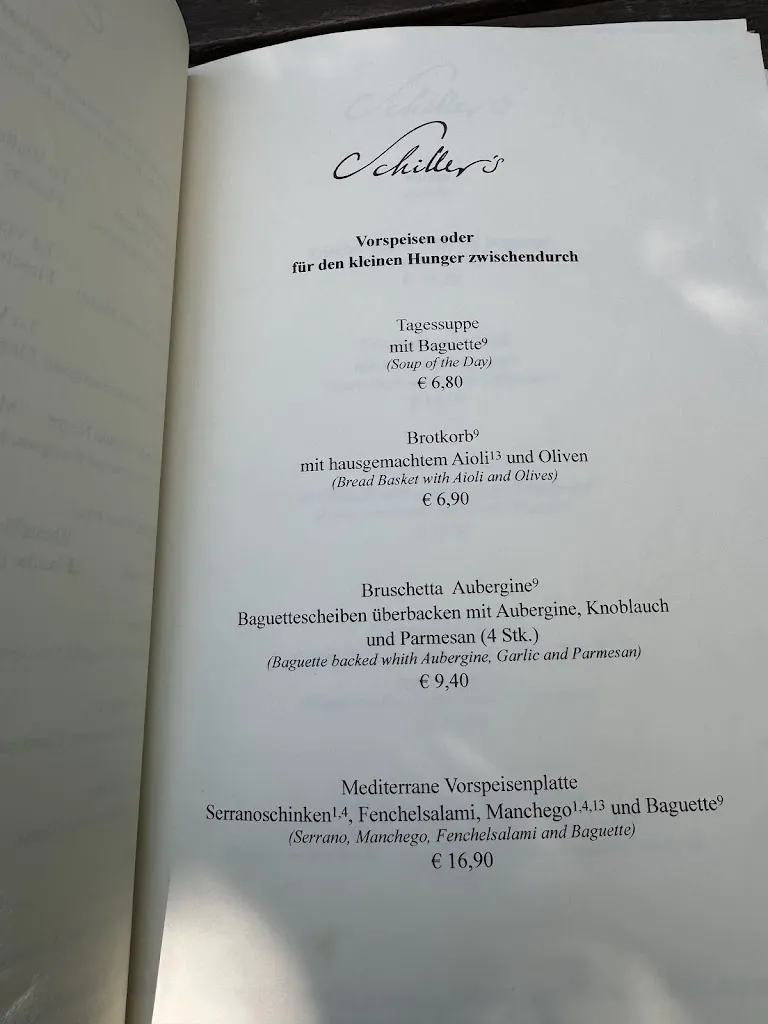 Schiller's
Vorspeisen oder
für den kleinen Hunger zwischendurch
Tagessuppe
mit Baguette⁹
(Soup of the Day)
€ 6,80
Brotkorb⁹
mit hausgemachtem Aioli¹³ und Oliven
(Bread Basket with Aioli and Olives)
€ 6,90
Bruschetta Aubergine⁹
Baguettescheiben überbacken mit Aubergine, Knoblauch
und Parmesan (4 Stk.)
(Baguette backed whith Aubergine, Garlic and Parmesan)
€ 9,40
Mediterrane Vorspeisenplatte
Serranoschinken¹,⁴, Fenchelsalami, Manchego¹,⁴,¹³ und Baguette⁹
(Serrano, Manchego, Fenchelsalami and Baguette)
€ 16,90